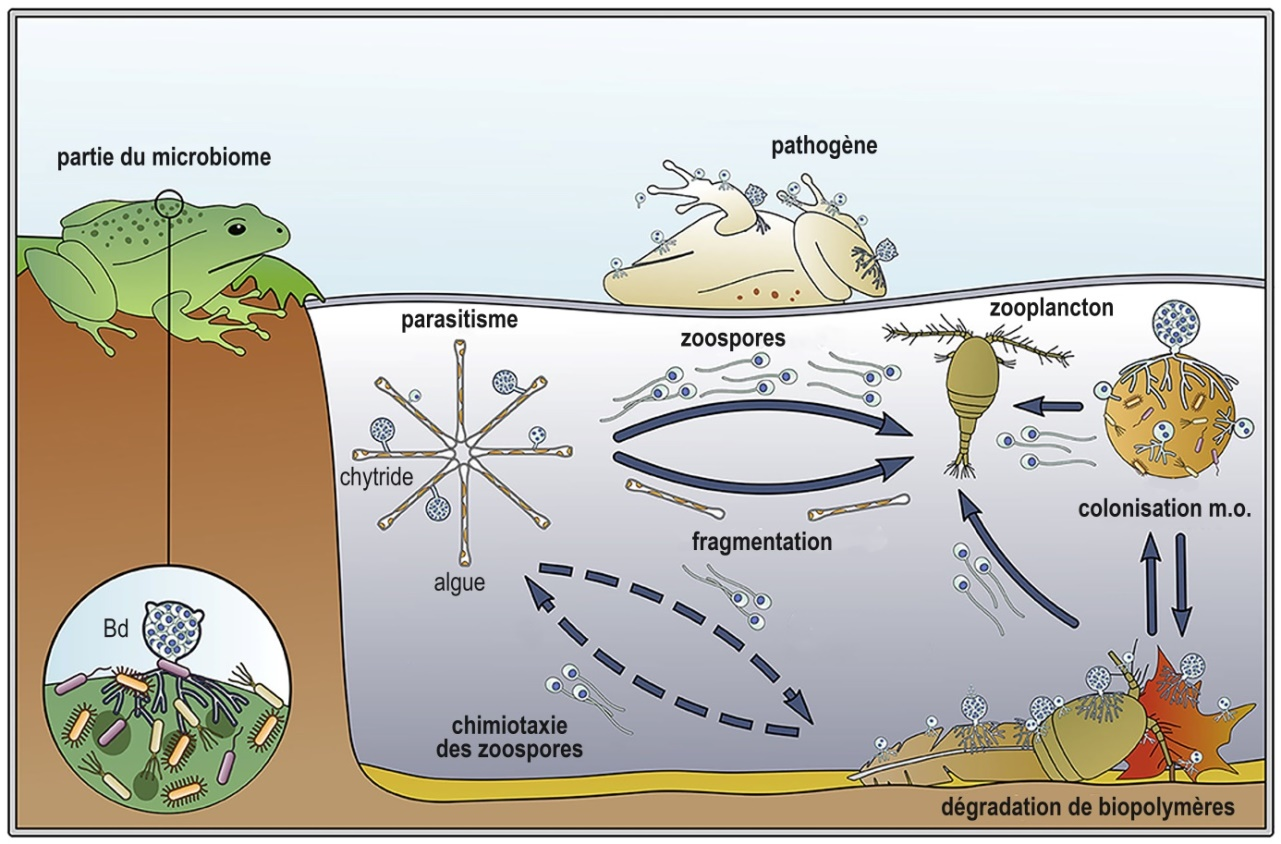 partie du microbiome
pathogène
parasitisme
zoospores
zooplancton
chytride
algue
fragmentation
colonisation m.o.
Bd
chimiotaxie
des zoospores
dégradation de biopolymères